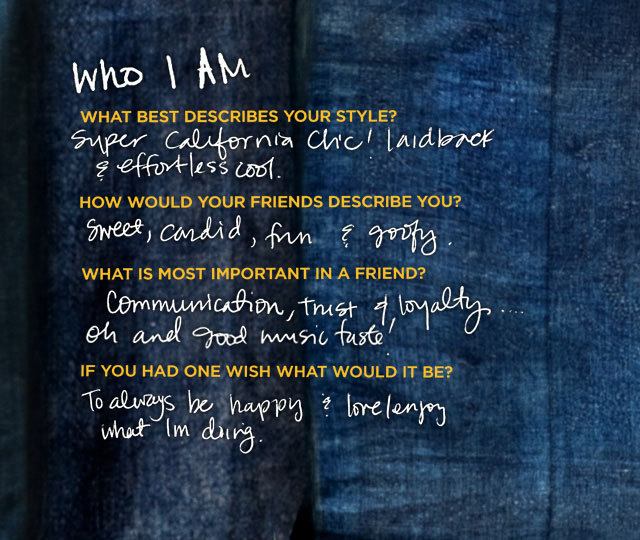 WHO I AM
WHAT BEST DESCRIBES YOUR STYLE?
Super California Chic! laidback
& effortless cool.
HOW WOULD YOUR FRIENDS DESCRIBE YOU?
Sweet, candid, fun & goofy.
WHAT IS MOST IMPORTANT IN A FRIEND?
Communication, trust & loyalty ....
oh and good music taste.
IF YOU HAD ONE WISH WHAT WOULD IT BE?
To always be happy & love/enjoy
what Im doing.